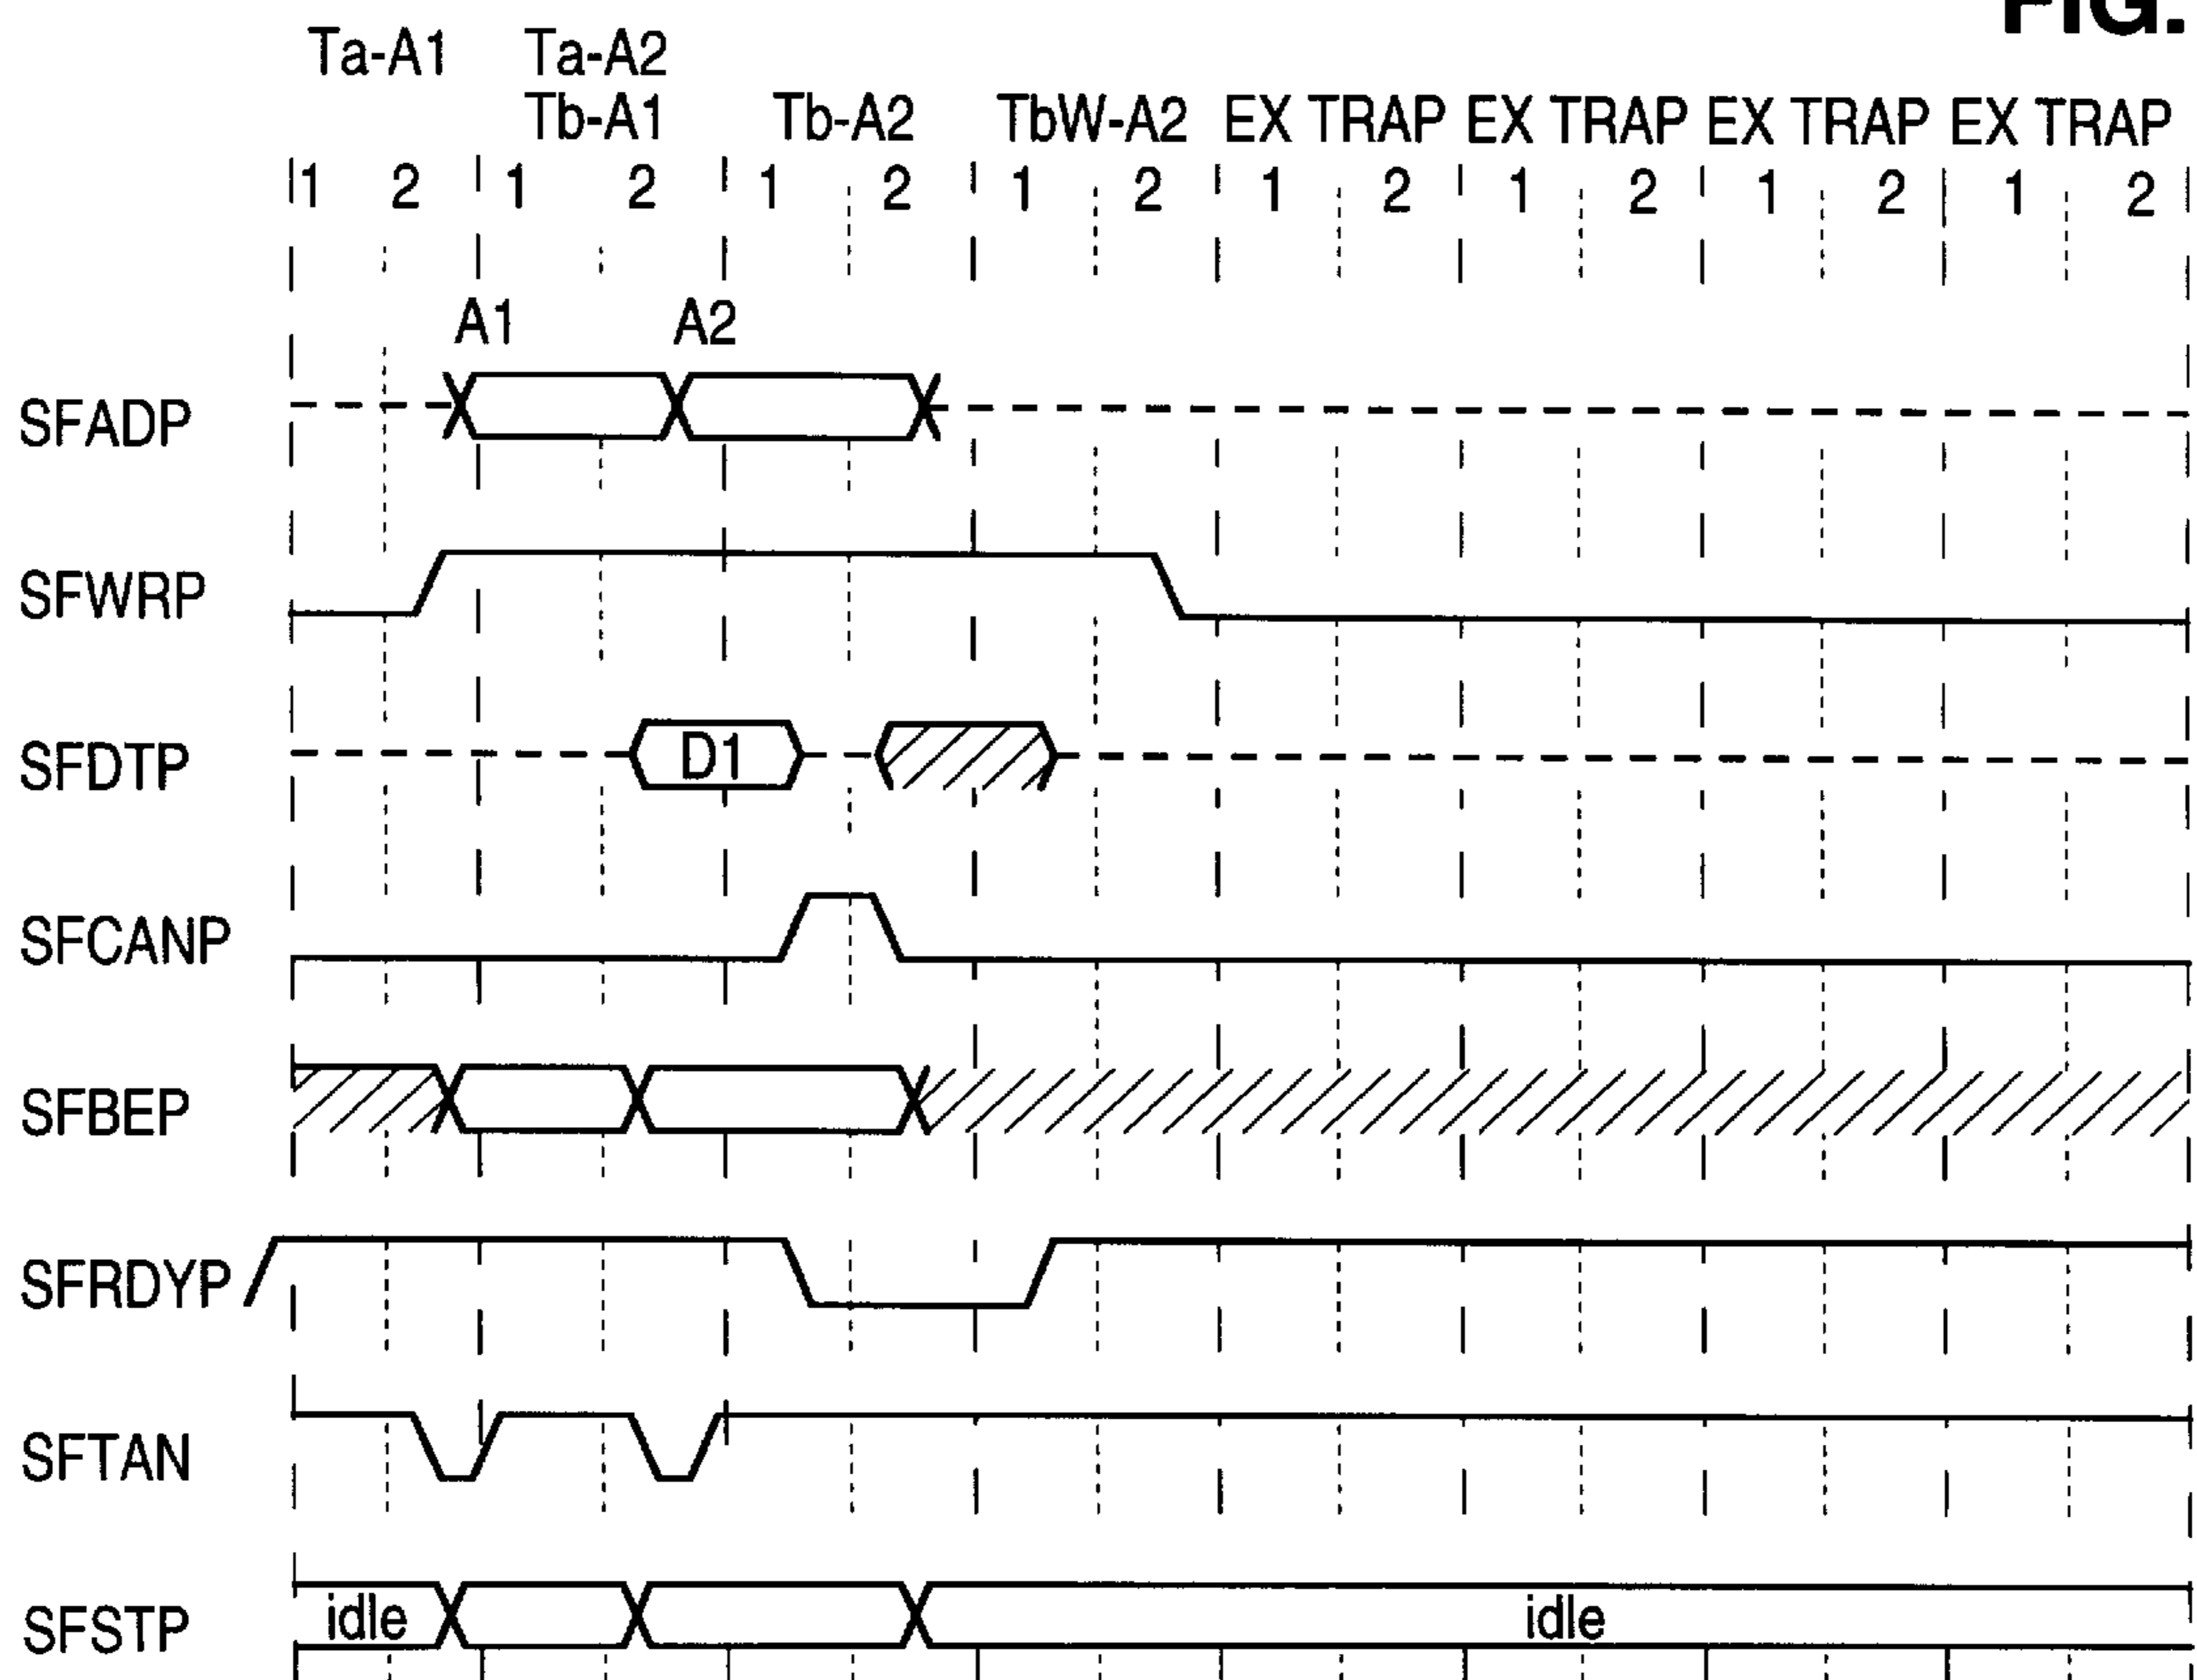 FIG.
Ta-A1 Ta-A2
Tb-A1 Tb-A2 TbW-A2 EX TRAP EX TRAP EX TRAP EX TRAP
1 2 1 2 1 2 1 2 1 2 1 2 1 2 1 2
A1 A2
SFADP
SFWRP
SFDTP D1
SFCANP
SFBEP
SFRDYP
SFTAN
SFSTP idle idle